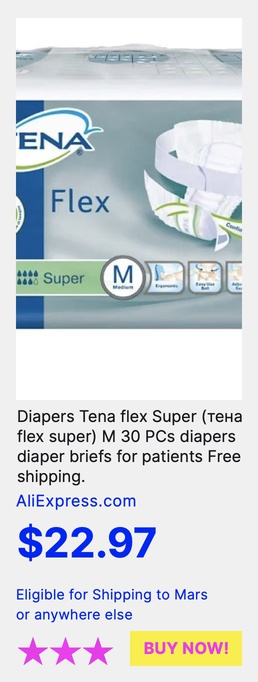 TENA
Flex
Super
M
Medium
Ergonomic
Easy Use
Belt
Diapers Tena flex Super (тена
flex super) M 30 PCs diapers
diaper briefs for patients Free
shipping.
AliExpress.com
$22.97
Eligible for Shipping to Mars
or anywhere else
BUY NOW!